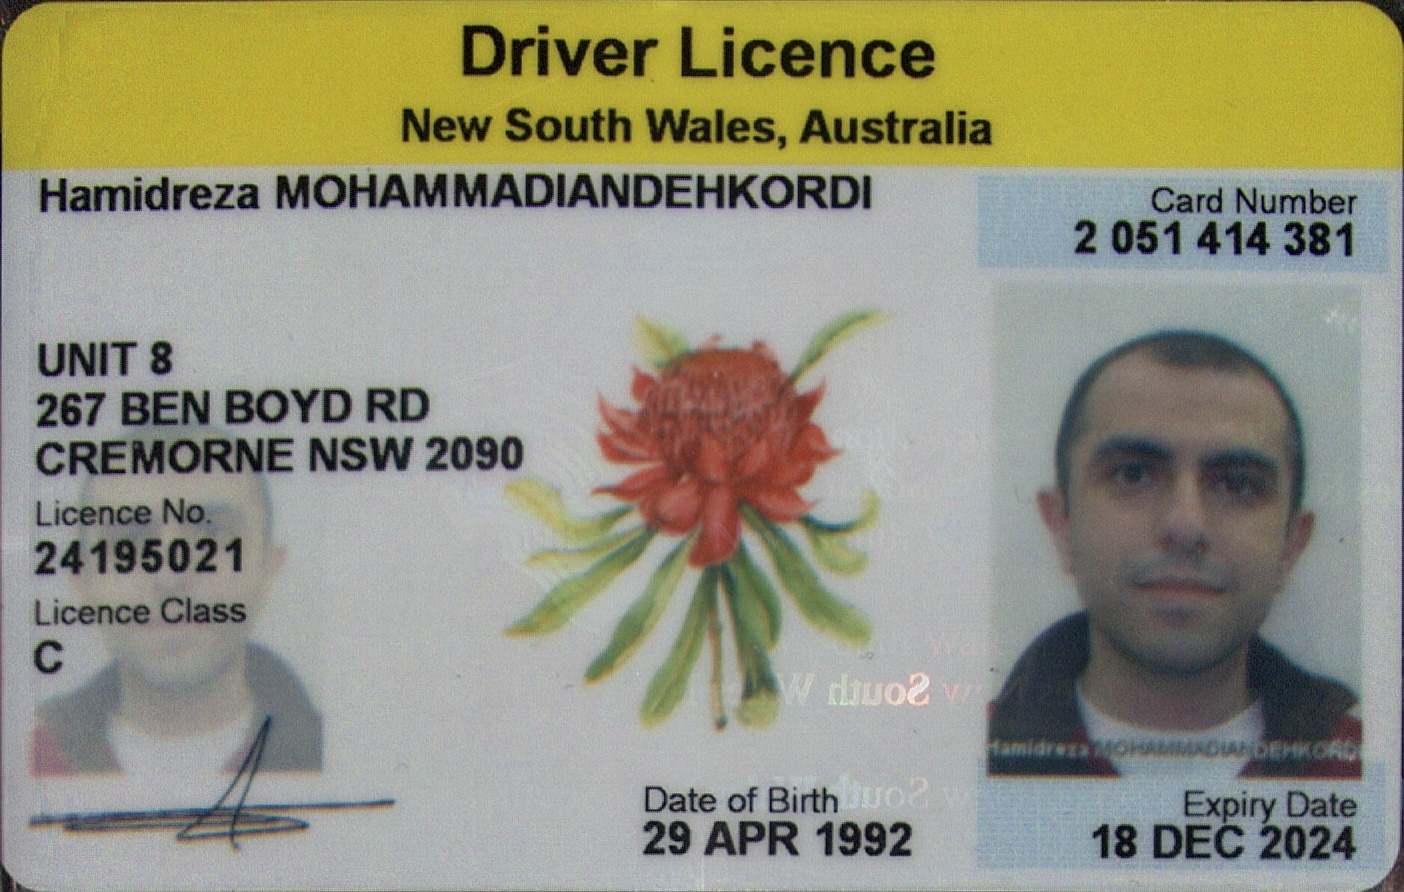 Driver Licence
New South Wales, Australia
Hamidreza MOHAMMADIANDEHKORDI
Card Number
2 051 414 381
UNIT 8
267 BEN BOYD RD
CREMORNE NSW 2090
Licence No.
24195021
Licence Class
C
South
Hamidreza MOHAMMADIANDEHKORDI
South
Date of Birth
29 APR 1992
Expiry Date
18 DEC 2024